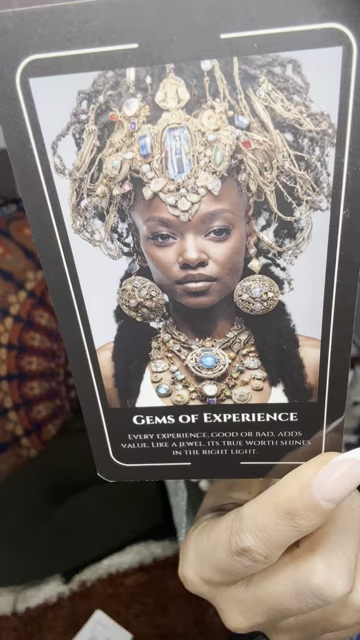 GEMS OF EXPERIENCE
EVERY EXPERIENCE, GOOD OR BAD, ADDS
VALUE. LIKE A JEWEL, ITS TRUE WORTH SHINES
IN THE RIGHT LIGHT.